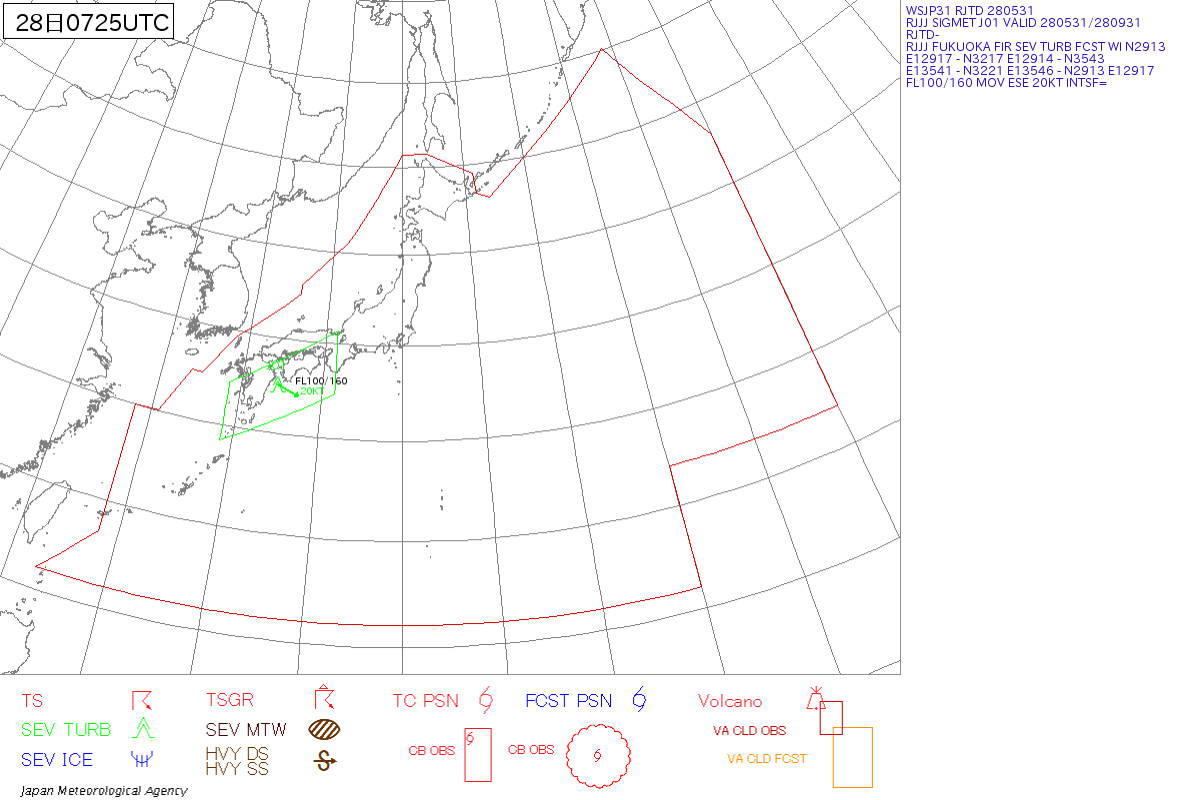 28日0725UTC
WSJP31 RJTD 280531
RJJJ SIGMET J01 VALID 280531/280931
RJTD-
RJJJ FUKUOKA FIR SEV TURB FCST WI N2913
E12917 - N3217 E12914 - N3543
E13541 - N3221 E13546 - N2913 E12917
FL100/160 MOV ESE 20KT INTSF=
FL100/160
20KT
TS
TSGR
TC PSN
FCST PSN
Volcano
SEV TURB
SEV MTW
CB OBS
CB OBS
VA CLD OBS
SEV ICE
HVY DS
HVY SS
VA CLD FCST
Japan Meteorological Agency